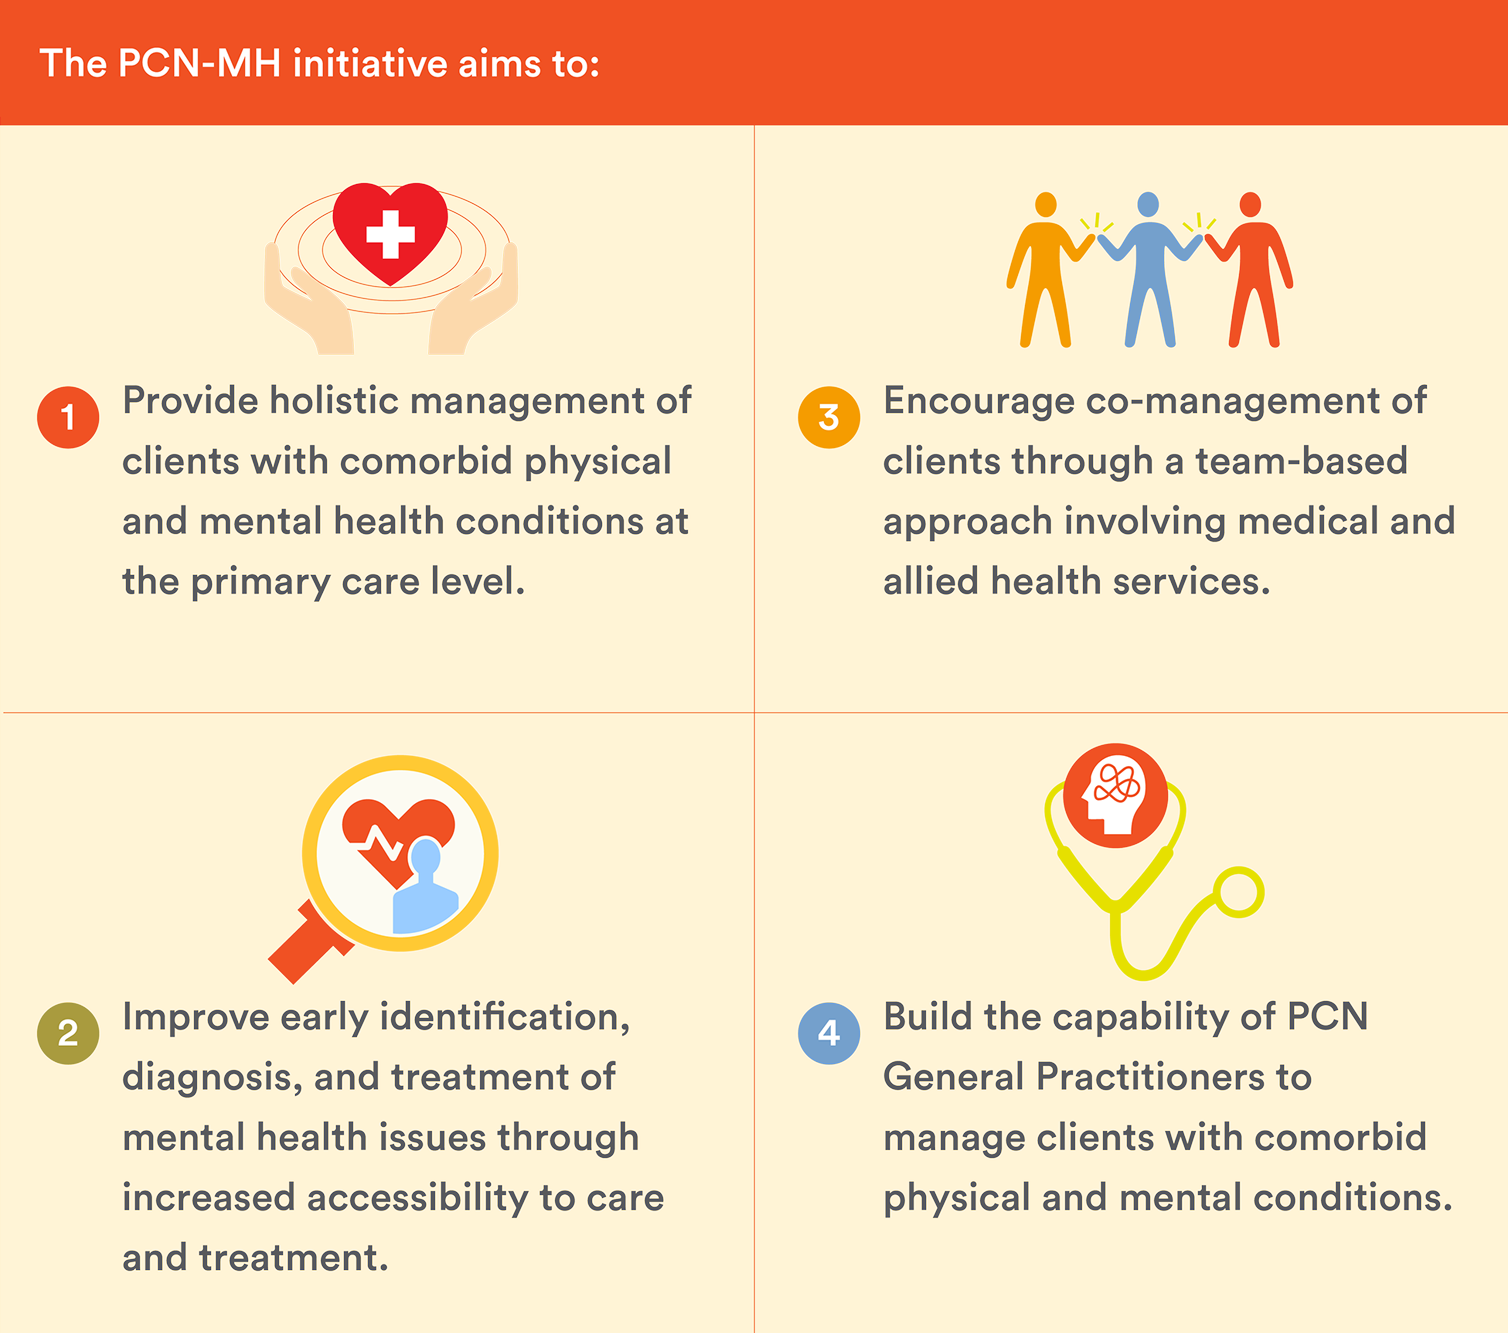 The PCN-MH initiative aims to:
1
Provide holistic management of
clients with comorbid physical
and mental health conditions at
the primary care level.
2
Improve early identification,
diagnosis, and treatment of
mental health issues through
increased accessibility to care
and treatment.
3
Encourage co-management of
clients through a team-based
approach involving medical and
allied health services.
4
Build the capability of PCN
General Practitioners to
manage clients with comorbid
physical and mental conditions.